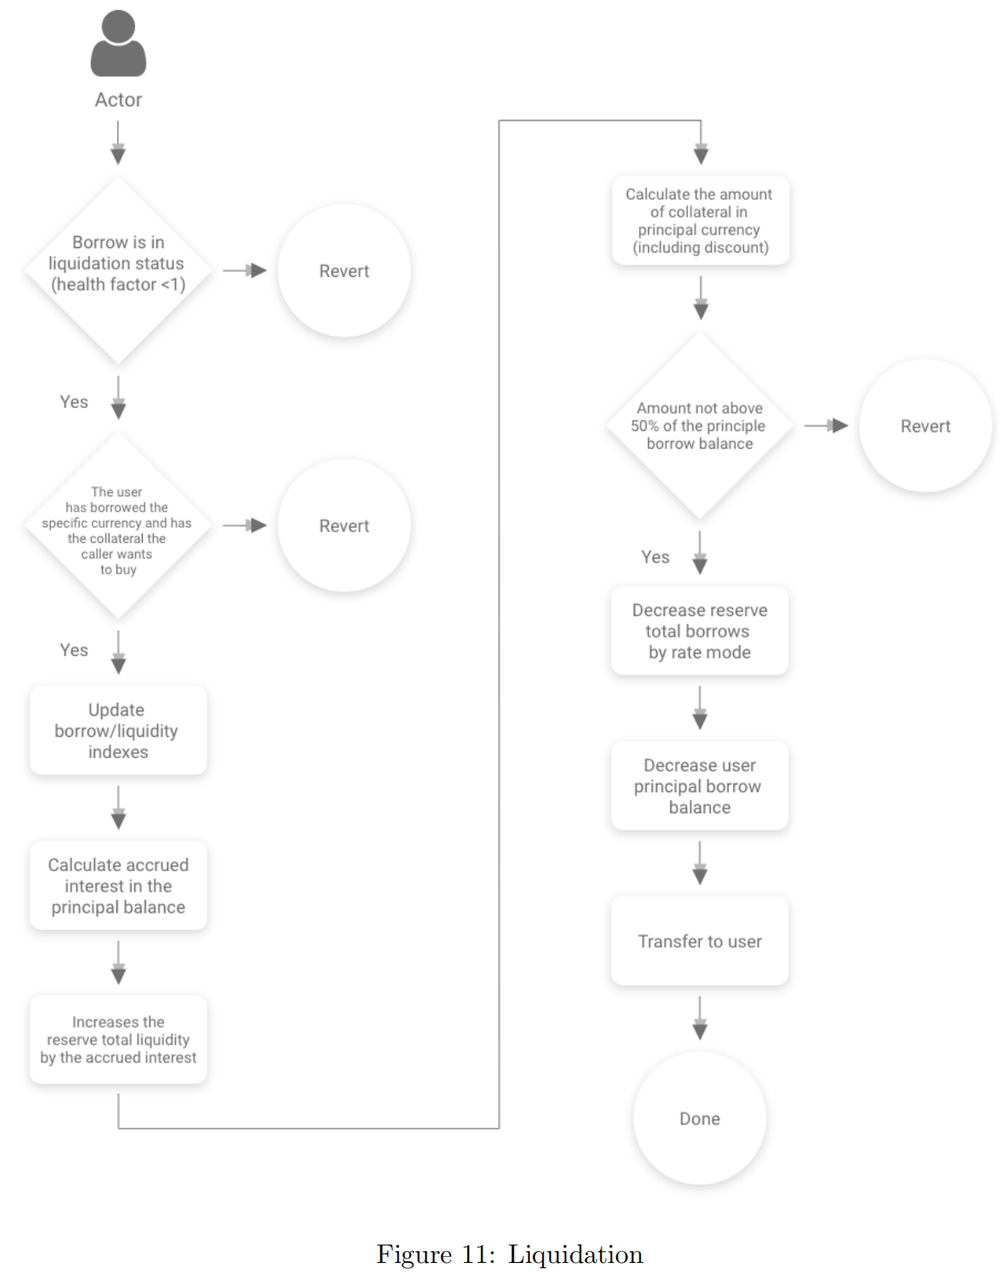 Actor
Borrow is in
liquidation status
(health factor <1)
Revert
Yes
The user
has borrowed the
specific currency and has
the collateral the
caller wants
to buy
Revert
Yes
Update
borrow/liquidity
indexes
Calculate accrued
interest in the
principal balance
Increases the
reserve total liquidity
by the accrued interest
Calculate the amount
of collateral in
principal currency
(including discount)
Amount not above
50% of the principle
borrow balance
Revert
Yes
Decrease reserve
total borrows
by rate mode
Decrease user
principal borrow
balance
Transfer to user
Done
Figure 11: Liquidation